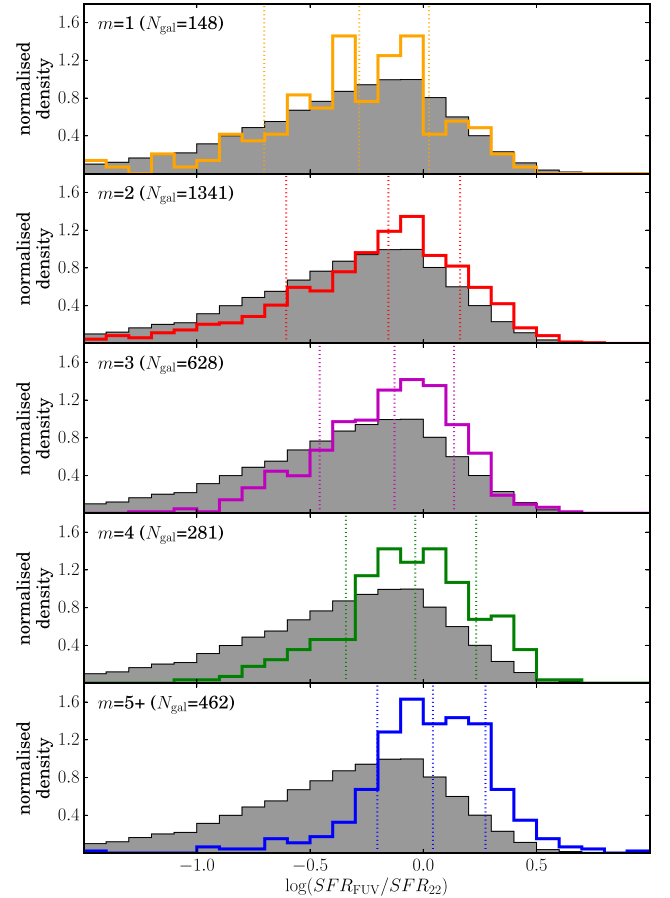 m=1 (N_gal=148)
1.6
1.2
0.8
0.4
normalised
density
m=2 (N_gal=1341)
1.6
1.2
0.8
0.4
normalised
density
m=3 (N_gal=628)
1.6
1.2
0.8
0.4
normalised
density
m=4 (N_gal=281)
1.6
1.2
0.8
0.4
normalised
density
m=5+ (N_gal=462)
1.6
1.2
0.8
0.4
normalised
density
−1.0 −0.5 0.0 0.5
log(SFR_FUV/SFR_22)